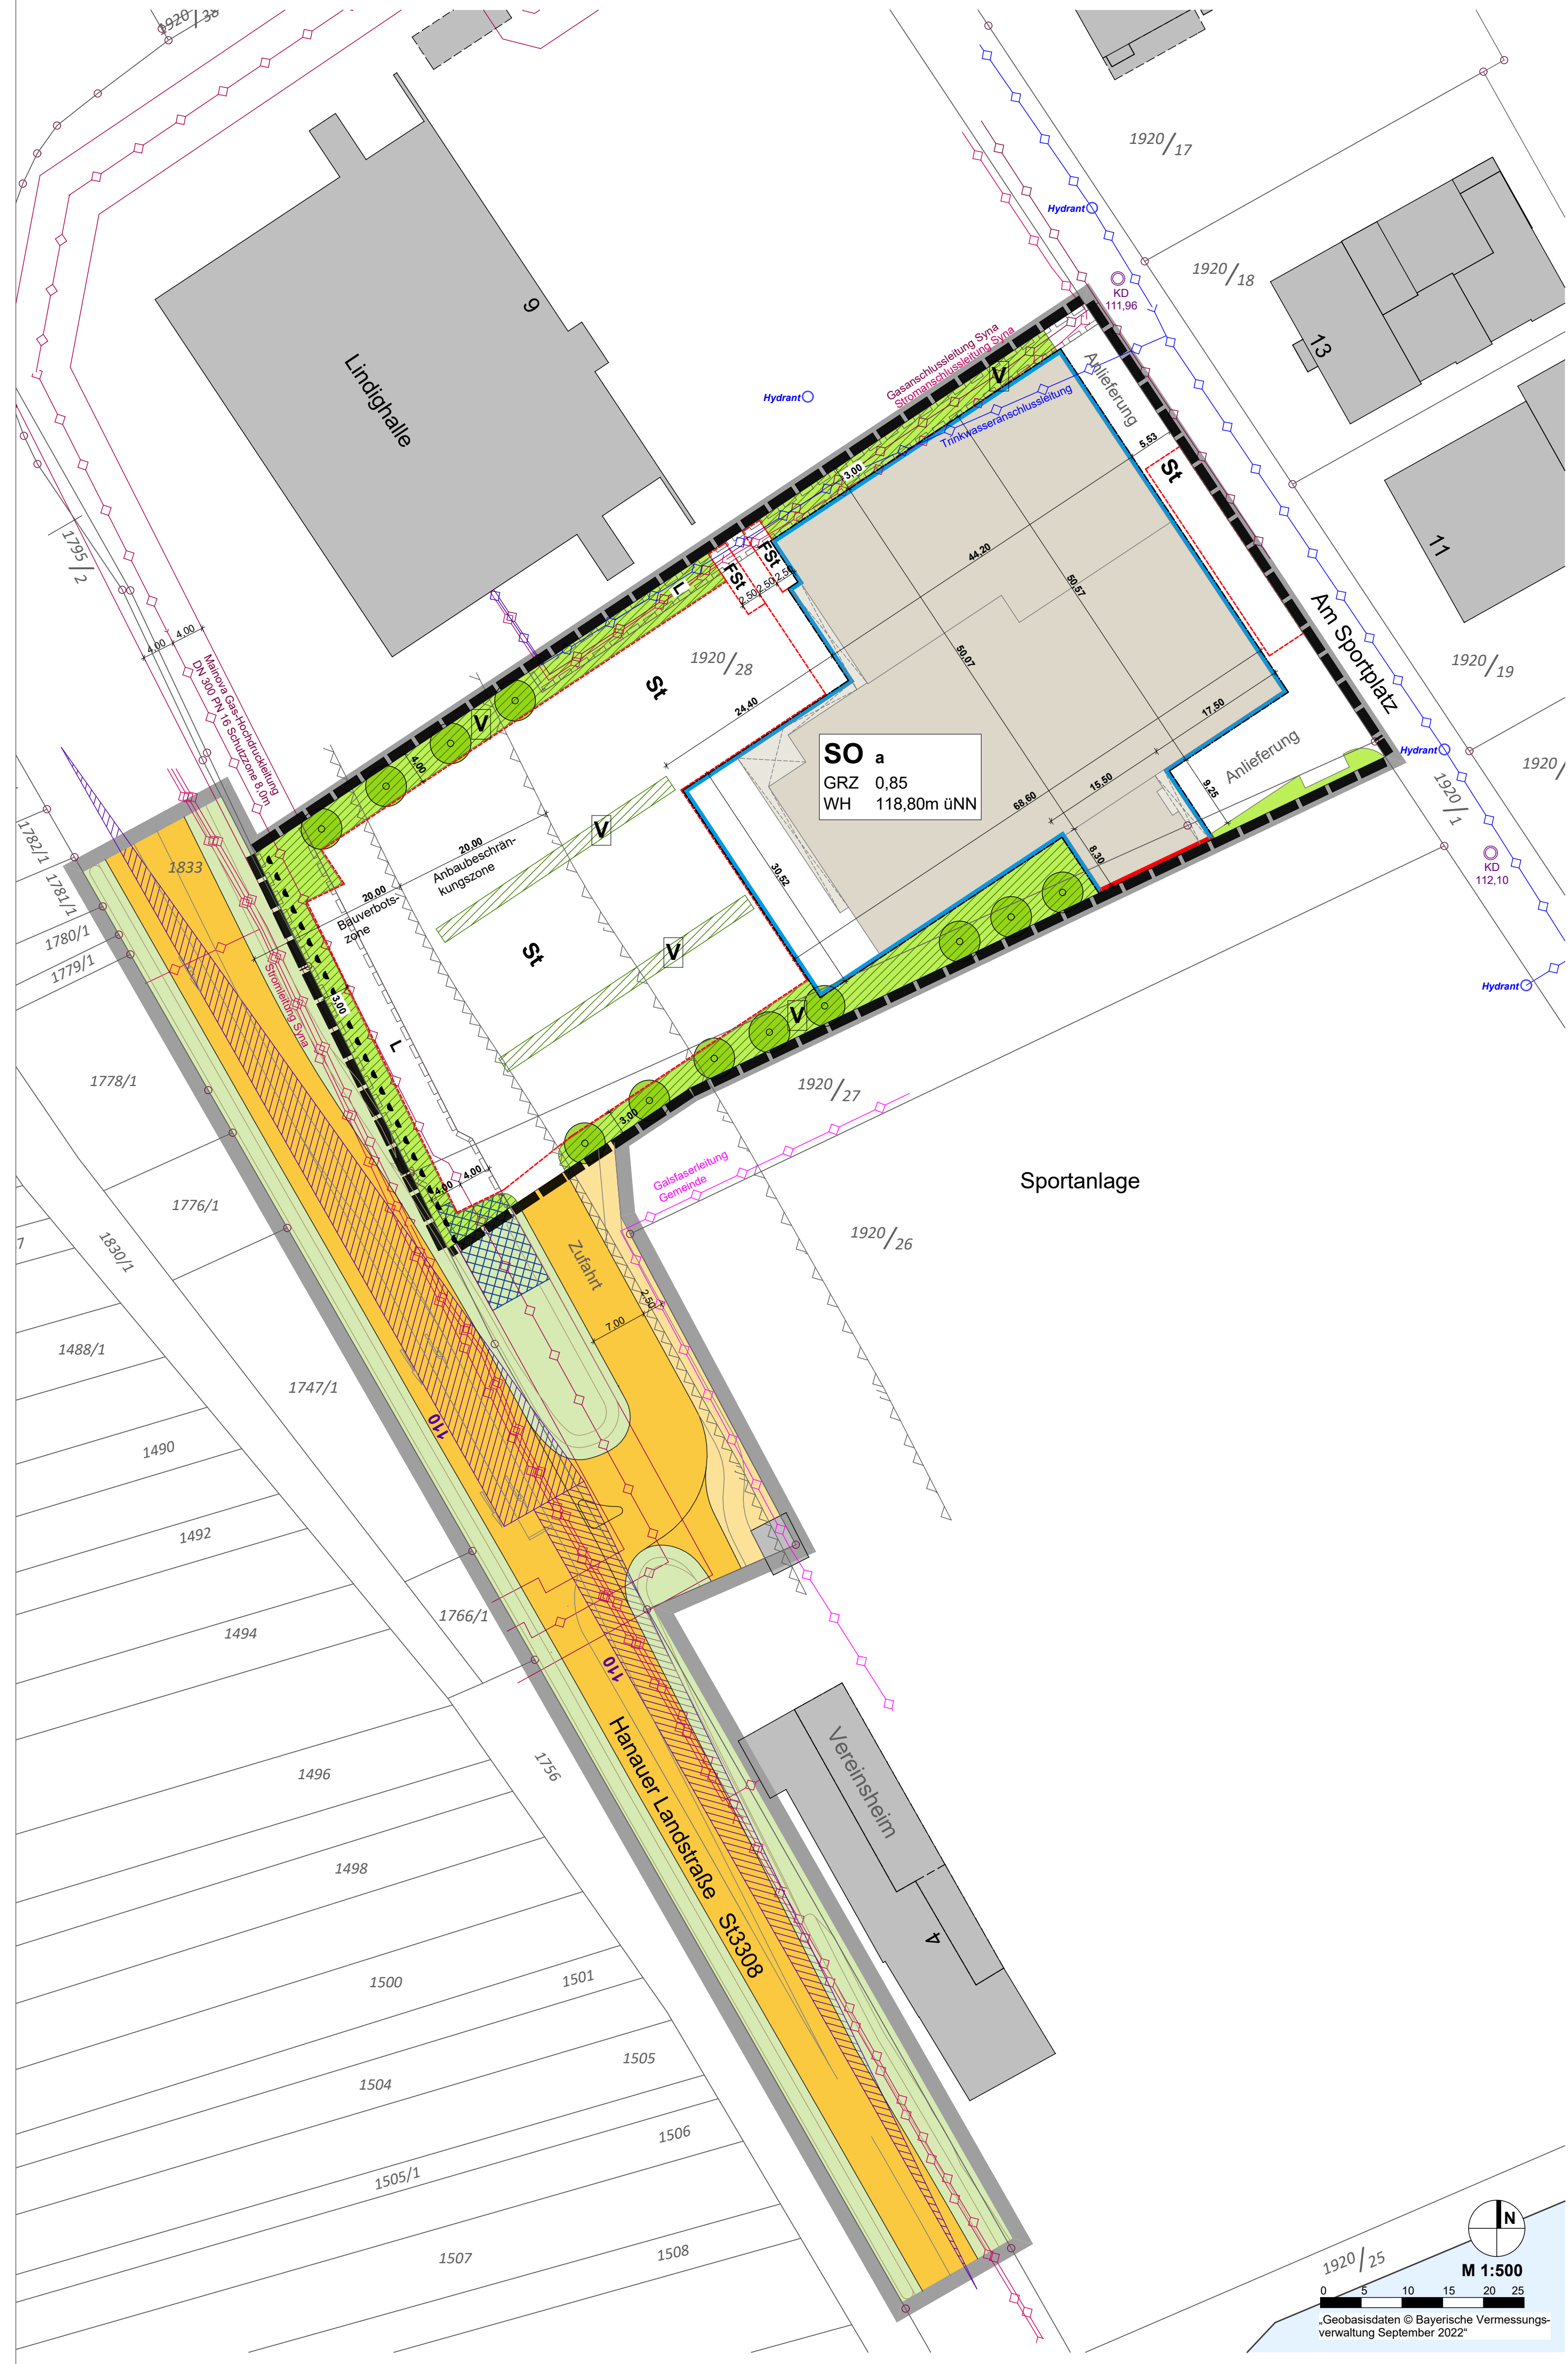 1920/38
1920/17
Hydrant
1920/18
KD
111,96
9
13
Lindighalle
Gasanschlussleitung Syna
Stromanschlussleitung Syna
V
Anlieferung
Hydrant
Trinkwasseranschlussleitung
5,53
St
3,00
11
1795/2
44,20
FSt
FSt
2,50
2,50
2,50
50,57
L
Am Sportplatz
4,00
4,00
Mainova Gas-Hochdruckleitung
DN 300 PN 16 Schutzzone 8.0m
1920/28
St
50,07
1920/19
24,40
17,50
V
4,00
SO a
GRZ 0,85
WH 118,80m üNN
Anlieferung
Hydrant
1920/
15,50
9,25
68,60
1920/1
1782/1
1833
V
20,00
Anbaubeschrän-
kungszone
8,30
KD
112,10
1781/1
20,00
Bauverbots-
zone
30,52
1780/1
1779/1
St
V
Stromleitung Syna
3,00
Hydrant
V
L
1778/1
1920/27
3,00
Galsfaserleitung
Gemeinde
Sportanlage
4,00
4,00
1776/1
7
1830/1
1920/26
Zufahrt
2,50
7,00
1488/1
1747/1
110
1490
1492
1494
1766/1
110
Hanauer Landstraße St3308
Vereinsheim
1496
1756
1498
4
1500
1501
1505
1504
1506
1505/1
1507
1508
1920/25
N
M 1:500
0 5 10 15 20 25
„Geobasisdaten © Bayerische Vermessungs-
verwaltung September 2022“